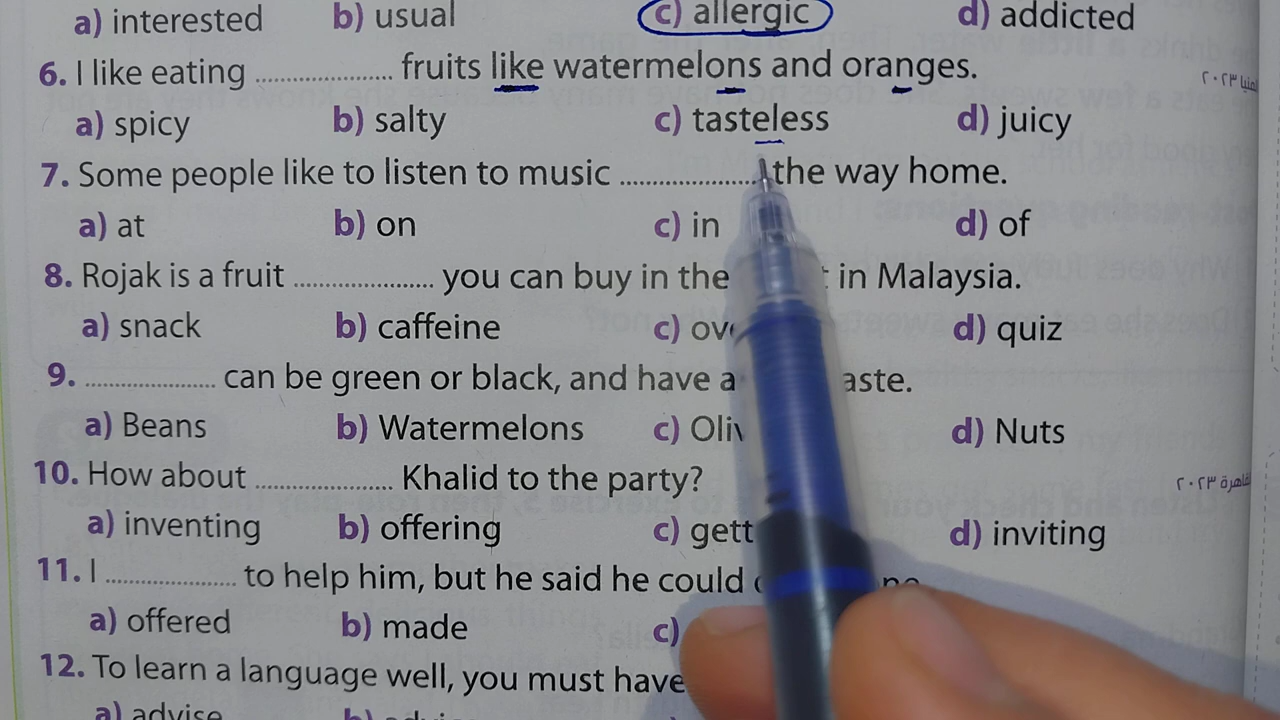 a) interested b) usual c) allergic d) addicted
6. I like eating .................... fruits like watermelons and oranges.
a) spicy b) salty c) tasteless d) juicy
7. Some people like to listen to music .................... the way home.
a) at b) on c) in d) of
8. Rojak is a fruit .................... you can buy in the in Malaysia.
a) snack b) caffeine c) d) quiz
9. .................... can be green or black, and have a
a) Beans b) Watermelons c) d) Nuts
10. How about .................... Khalid to the party?
a) inventing b) offering c) d) inviting
11. I .................... to help him, but he said he could
a) offered b) made c)
12. To learn a language well, you must have
a) advise b)